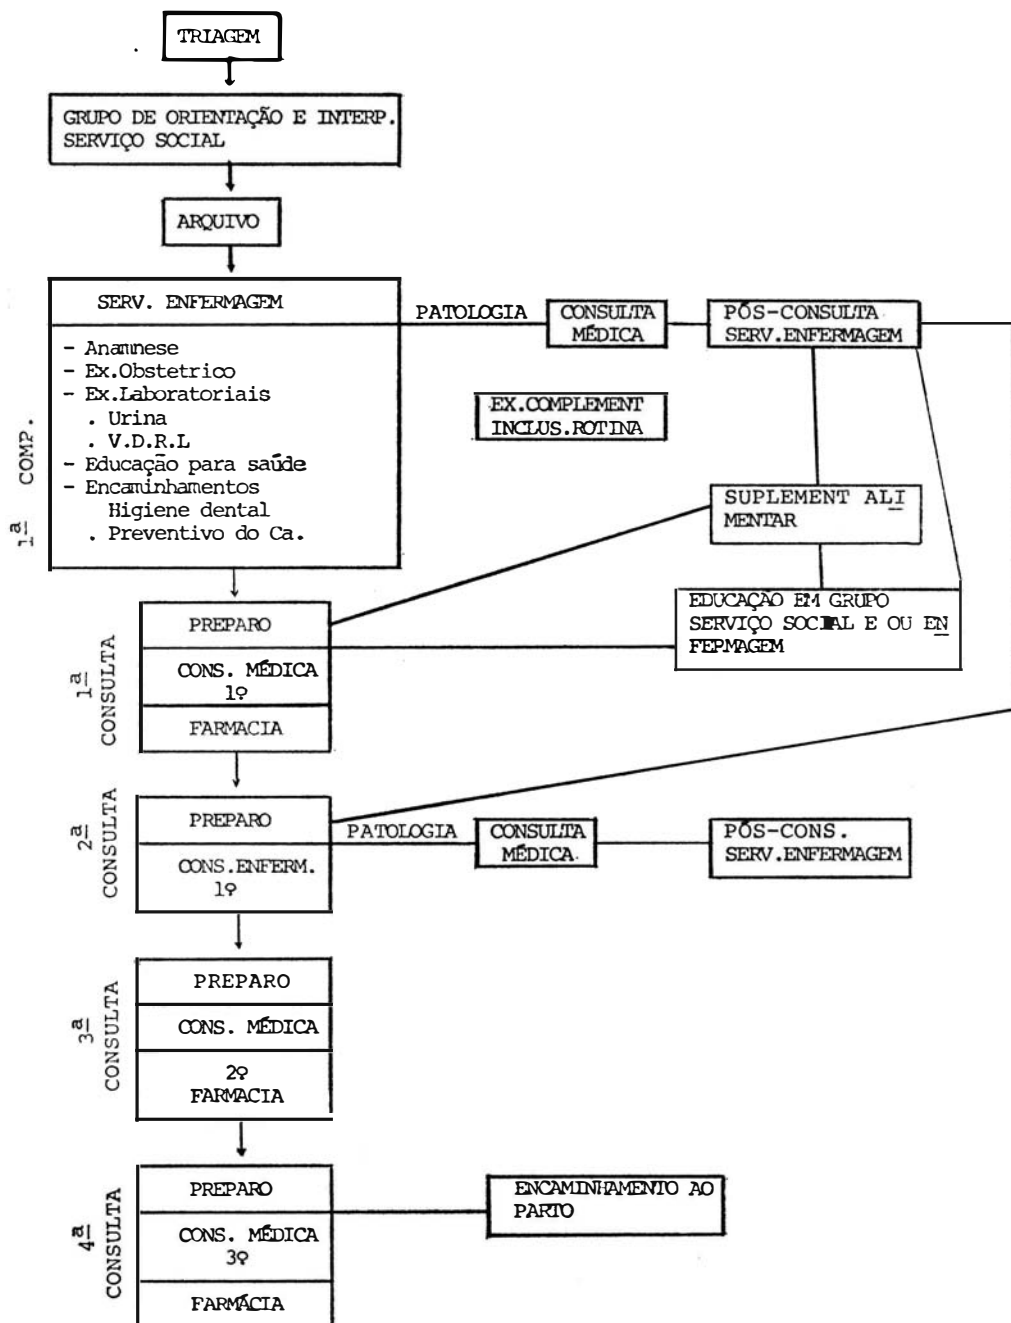 TRIAGEM
GRUPO DE ORIENTAÇÃO E INTERP.
SERVIÇO SOCIAL
ARQUIVO
1ª COMP.
SERV. ENFERMAGEM
- Anamnese
- Ex.Obstetrico
- Ex.Laboratoriais
. Urina
. V.D.R.L
- Educação para saúde
- Encaminhamentos
Higiene dental
. Preventivo do Ca.
PATOLOGIA
CONSULTA
MÉDICA
PÓS-CONSULTA
SERV.ENFERMAGEM
EX.COMPLEMENT
INCLUS.ROTINA
SUPLEMENT ALI
MENTAR
EDUCAÇÃO EM GRUPO
SERVIÇO SOCIAL E OU EN
FEPMAGEM
1ª
CONSULTA
PREPARO
CONS. MÉDICA
1º
FARMACIA
2ª
CONSULTA
PREPARO
CONS.ENFERM.
1º
PATOLOGIA
CONSULTA
MÉDICA.
PÓS-CONS.
SERV.ENFERMAGEM
3ª
CONSULTA
PREPARO
CONS. MÉDICA
2º
FARMACIA
4ª
CONSULTA
PREPARO
CONS. MÉDICA
3º
FARMÁCIA
ENCAMINHAMENTO AO
PARTO